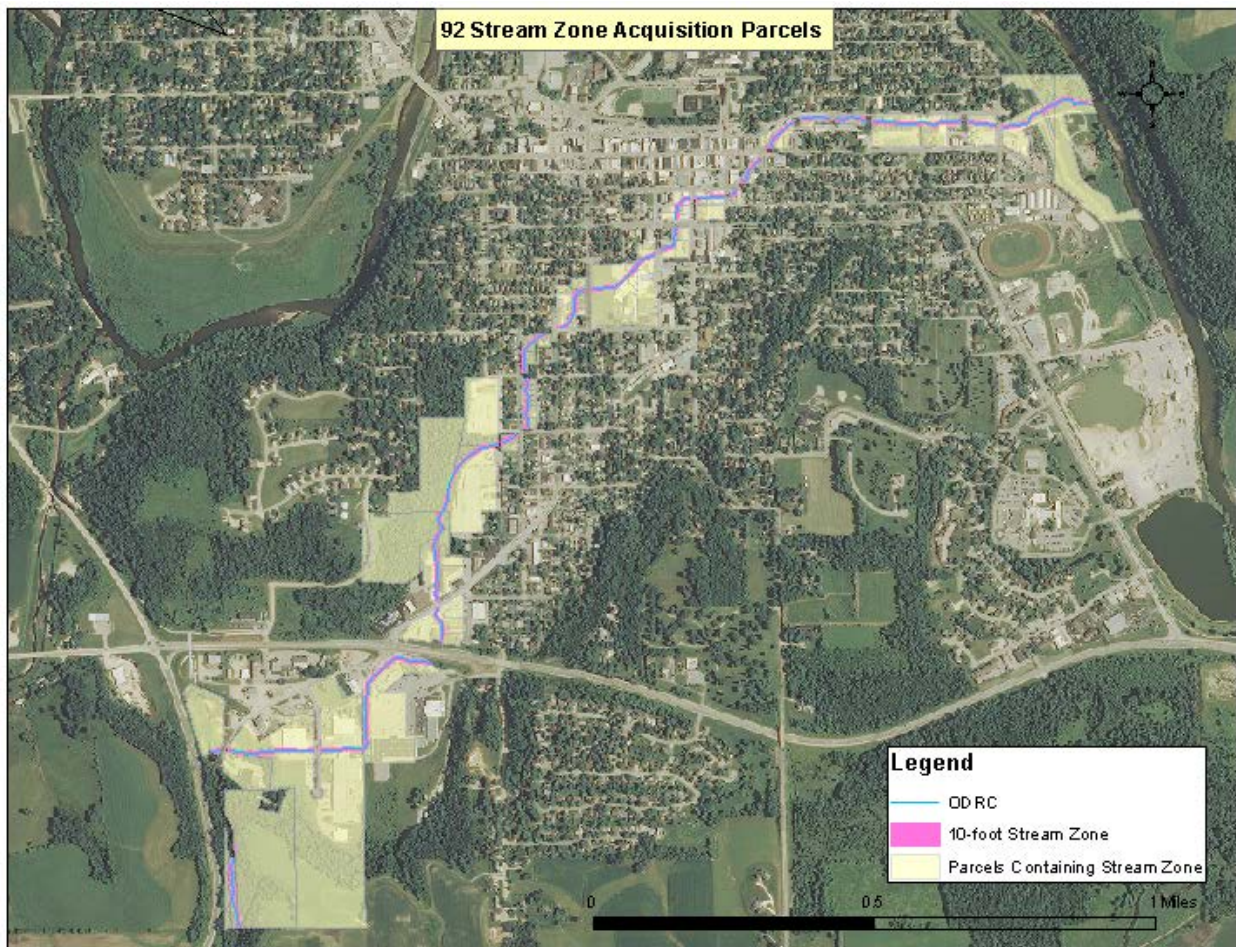 92 Stream Zone Acquisition Parcels
Legend
ODRC
10-foot Stream Zone
Parcels Containing Stream Zone
0 0.5 1 Miles